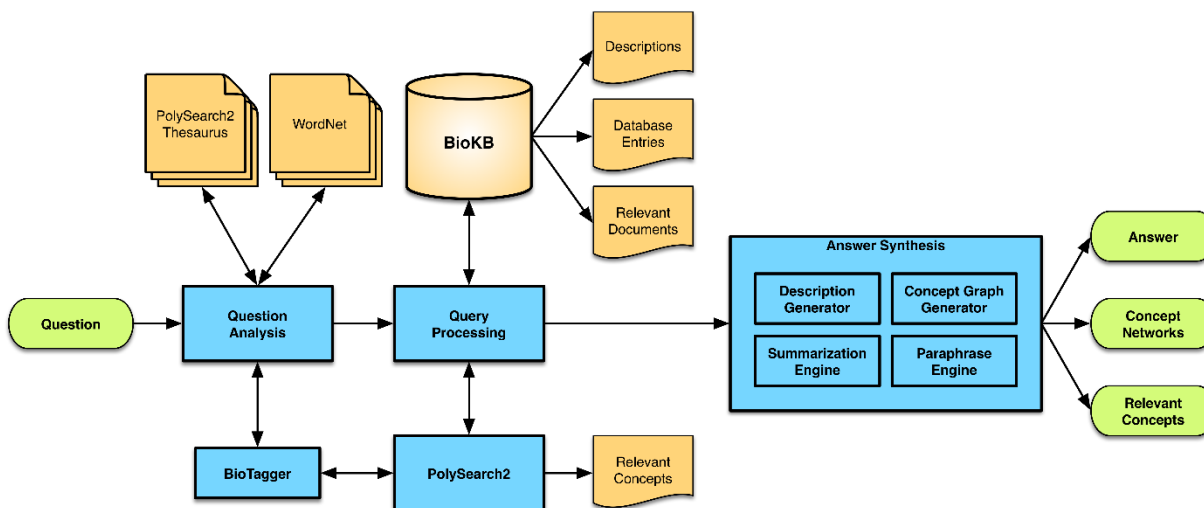 Descriptions
PolySearch2
Thesaurus
WordNet
BioKB
Database
Entries
Relevant
Documents
Answer Synthesis
Answer
Description
Generator
Concept Graph
Generator
Question
Question
Analysis
Query
Processing
Concept
Networks
Summarization
Engine
Paraphrase
Engine
Relevant
Concepts
BioTagger
PolySearch2
Relevant
Concepts